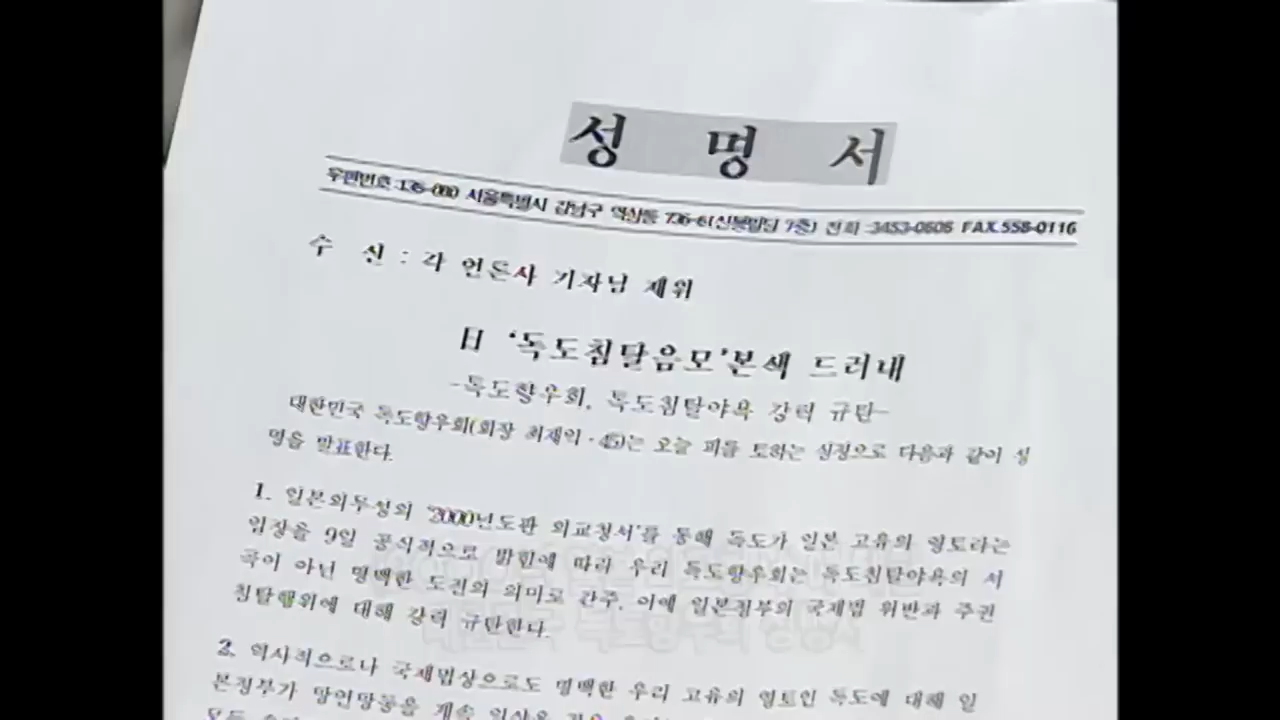 성 명 서
우편번호 135-080 서울특별시 강남구 역삼동 736-6(신봉빌딩 7층) 전화 :3453-0606 FAX.558-0116
수 신 : 각 언론사 기자님 제위
日 '독도침탈음모'본색 드러내
-독도향우회, 독도침탈야욕 강력 규탄-
대한민국 독도향우회(회장 최재익·45)는 오늘 피를 토하는 심정으로 다음과 같이 성
명을 발표한다.
1. 일본외무성의 '2000년도판 외교청서'를 통해 독도가 일본 고유의 영토라는
입장을 9일 공식적으로 밝힌데 따라 우리 독도향우회는 독도침탈야욕의 서
곡이 아닌 명백한 도전의 의미로 간주, 이에 일본정부의 국제법 위반과 주권
침탈행위에 대해 강력 규탄한다.
2. 역사적으로나 국제법상으로도 명백한 우리 고유의 영토인 독도에 대해 일
본정부가 망언망동을 계속